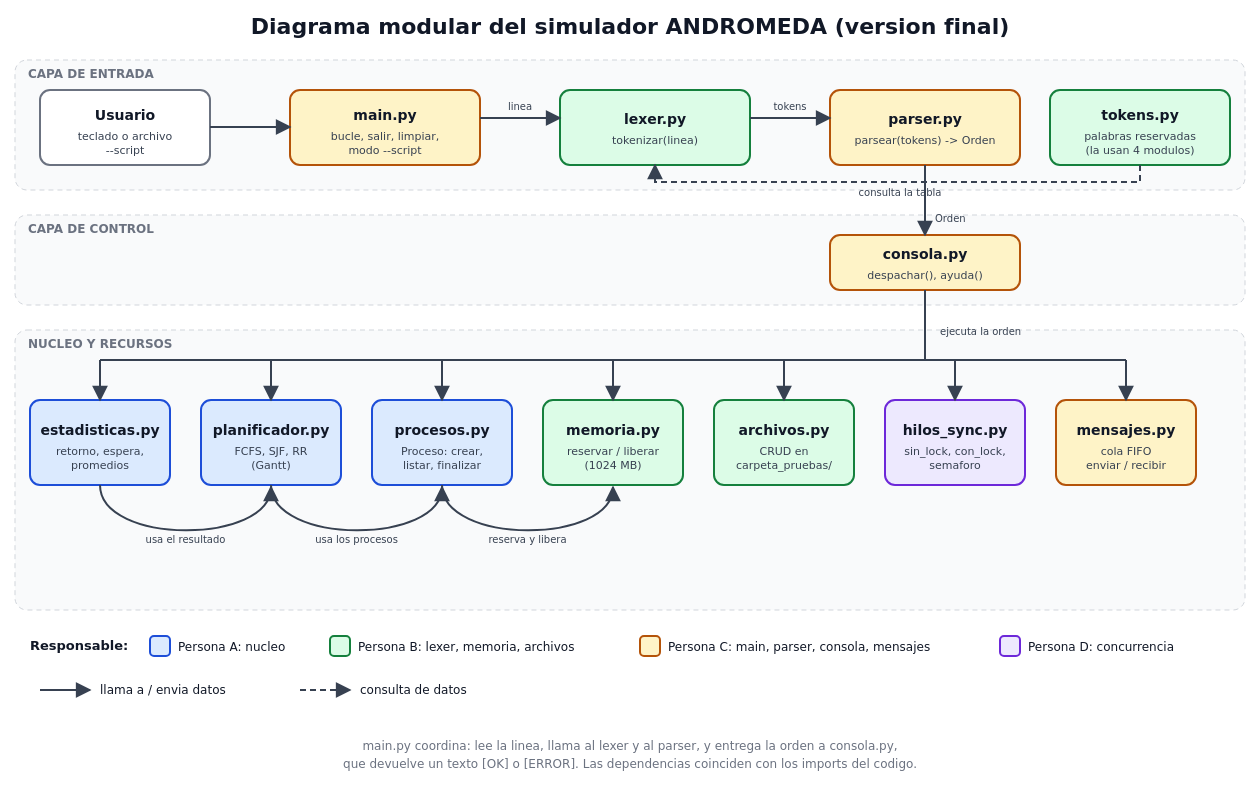 Diagrama modular del simulador ANDROMEDA (version final)
CAPA DE ENTRADA
Usuario
teclado o archivo
--script
main.py
bucle, salir, limpiar,
modo --script
linea
lexer.py
tokenizar(linea)
tokens
parser.py
parsear(tokens) -> Orden
tokens.py
palabras reservadas
(la usan 4 modulos)
consulta la tabla
Orden
CAPA DE CONTROL
consola.py
despachar(), ayuda()
ejecuta la orden
NUCLEO Y RECURSOS
estadisticas.py
retorno, espera,
promedios
planificador.py
FCFS, SJF, RR
(Gantt)
procesos.py
Proceso: crear,
listar, finalizar
memoria.py
reservar / liberar
(1024 MB)
archivos.py
CRUD en
carpeta_pruebas/
hilos_sync.py
sin_lock, con_lock,
semaforo
mensajes.py
cola FIFO
enviar / recibir
usa el resultado
usa los procesos
reserva y libera
Responsable:
Persona A: nucleo
Persona B: lexer, memoria, archivos
Persona C: main, parser, consola, mensajes
Persona D: concurrencia
llama a / envia datos
consulta de datos
main.py coordina: lee la linea, llama al lexer y al parser, y entrega la orden a consola.py,
que devuelve un texto [OK] o [ERROR]. Las dependencias coinciden con los imports del codigo.